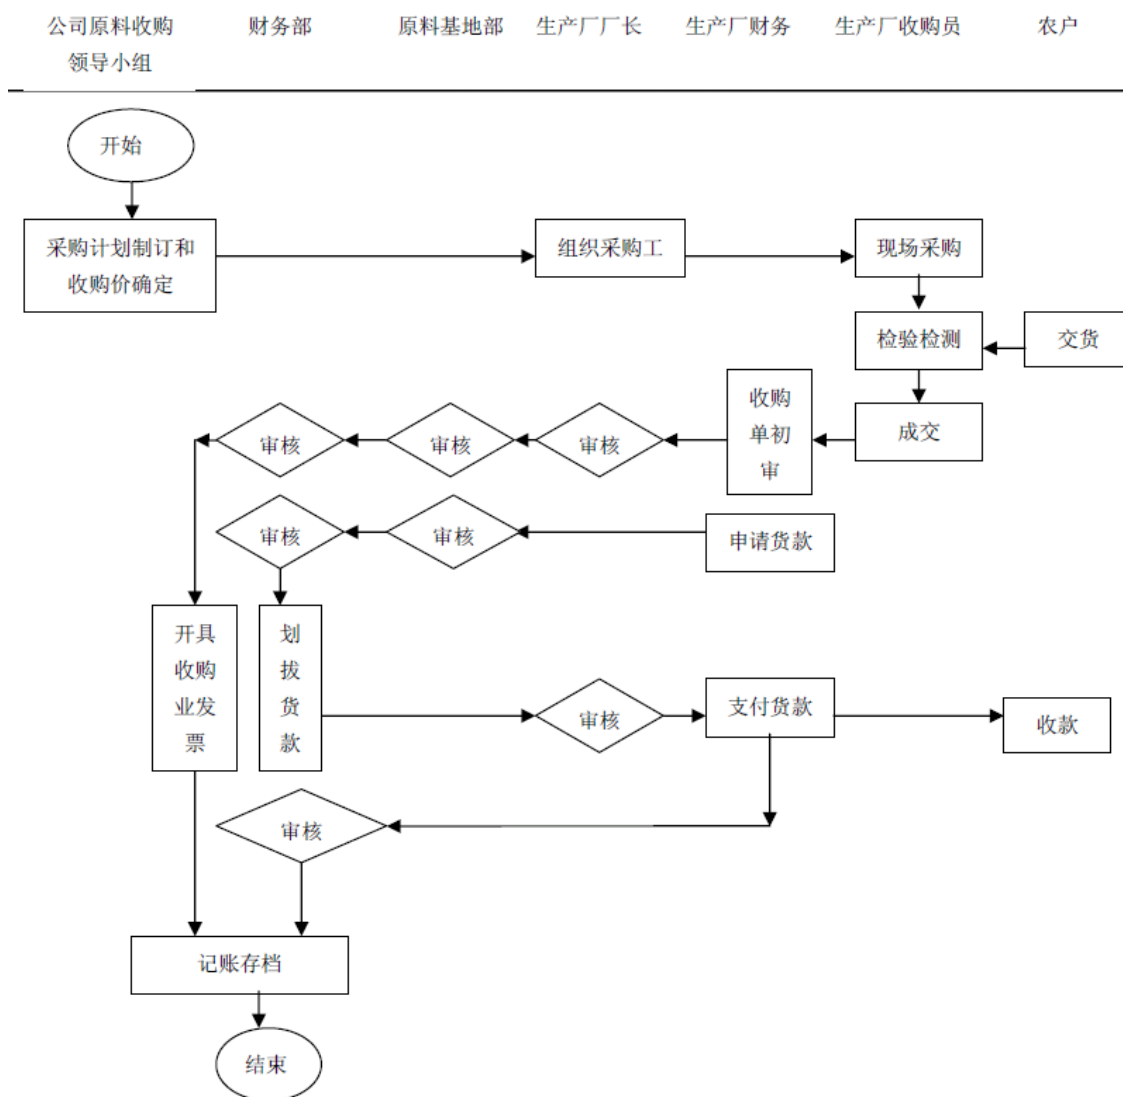 公司原料收购
领导小组
财务部
原料基地部
生产厂厂长
生产厂财务
生产厂收购员
农户
开始
采购计划制订和
收购价确定
组织采购工
现场采购
检验检测
交货
收购
单初
审
成交
审核
审核
审核
审核
审核
申请货款
开具
收购
业发
票
划
拔
货
款
审核
支付货款
收款
审核
记账存档
结束